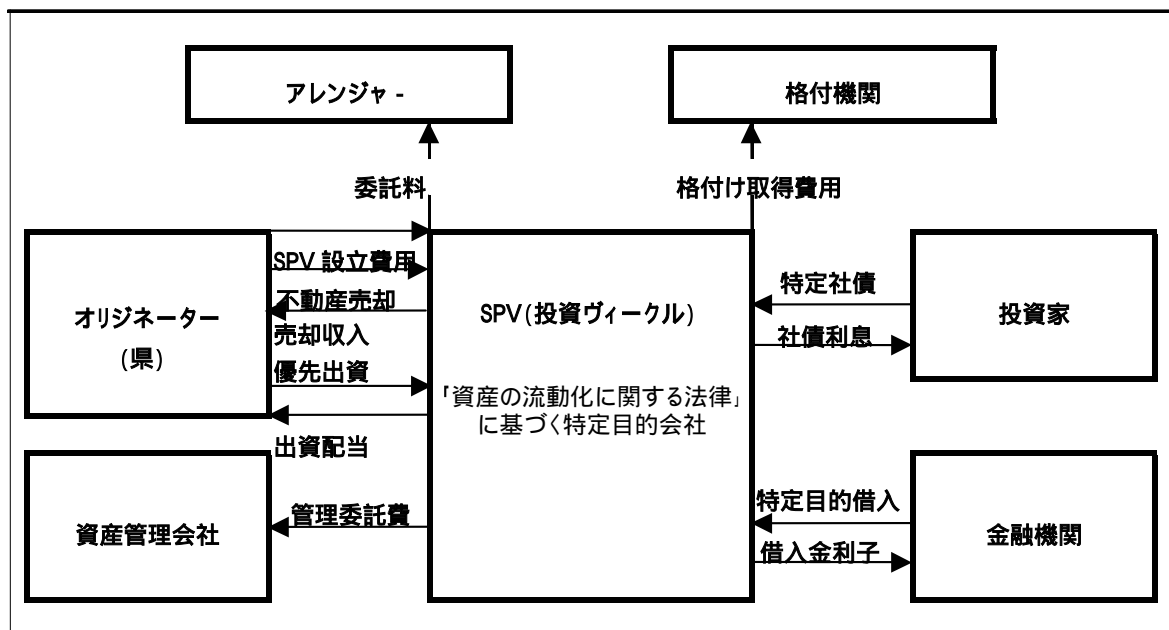 アレンジャ-
格付機関
委託料
格付け取得費用
SPV 設立費用
不動産売却
売却収入
優先出資
出資配当
オリジネーター
(県)
SPV(投資ヴィークル)
「資産の流動化に関する法律」
に基づく特定目的会社
特定社債
社債利息
投資家
資産管理会社
管理委託費
特定目的借入
借入金利子
金融機関